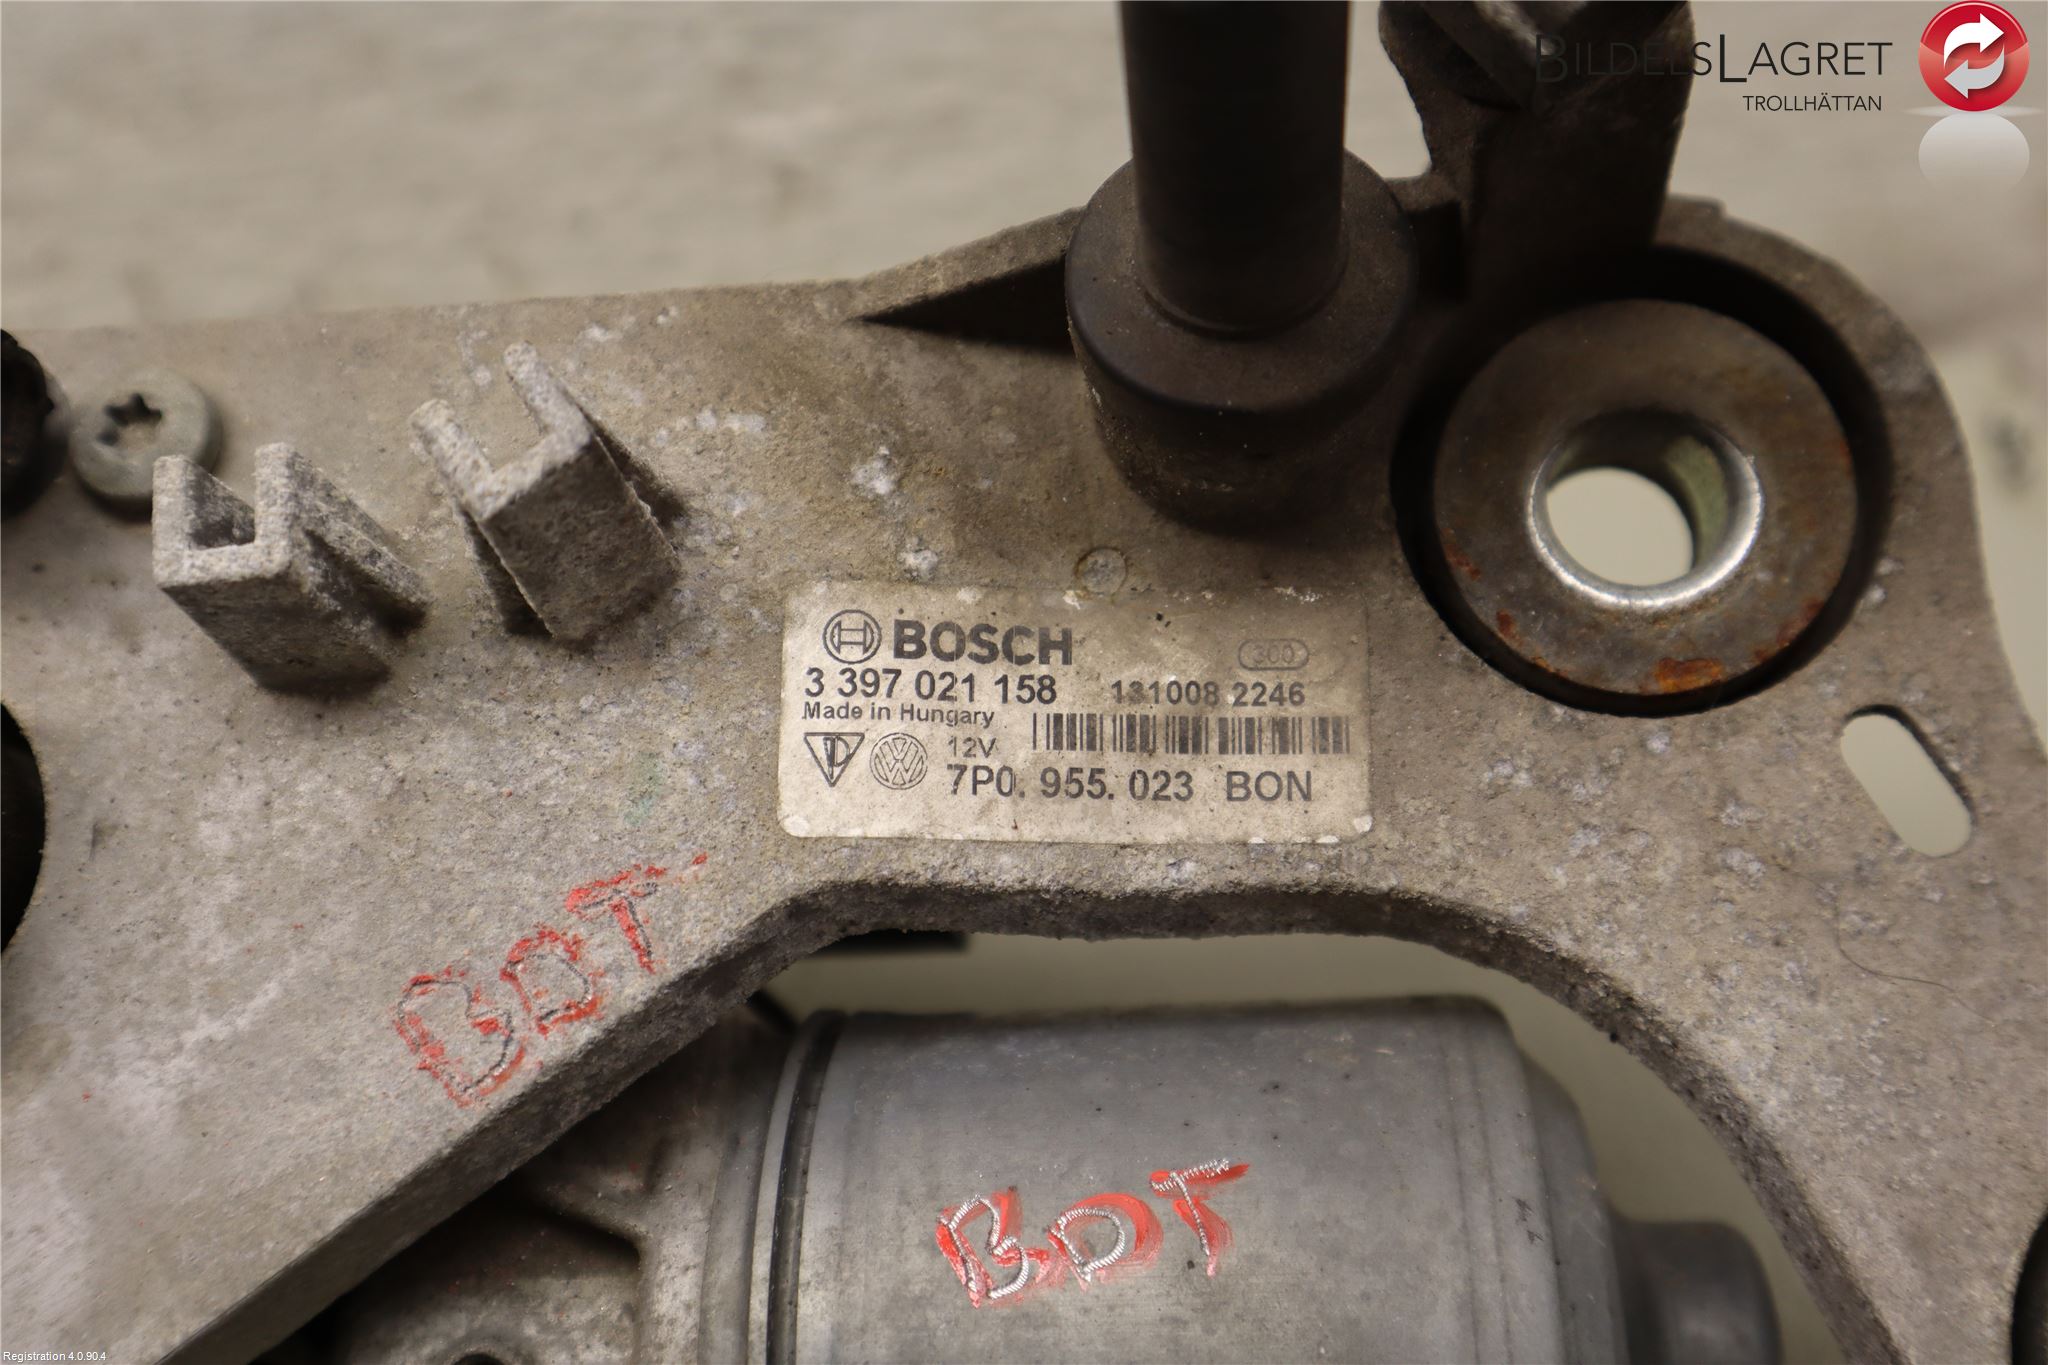 BILDELSLAGRET
TROLLHÄTTAN
BOSCH 300
3 397 021 158 131008 2246
Made in Hungary
12V
7P0. 955. 023 BON
BDT
BDT
Registration 4.0.90.4